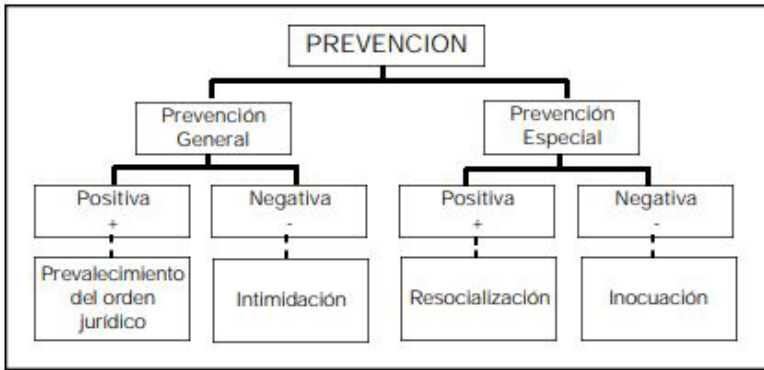 PREVENCION
Prevención
General
Prevención
Especial
Positiva
+
Negativa
-
Positiva
+
Negativa
-
Prevalecimiento
del orden
jurídico
Intimidación
Resocialización
Inocuación